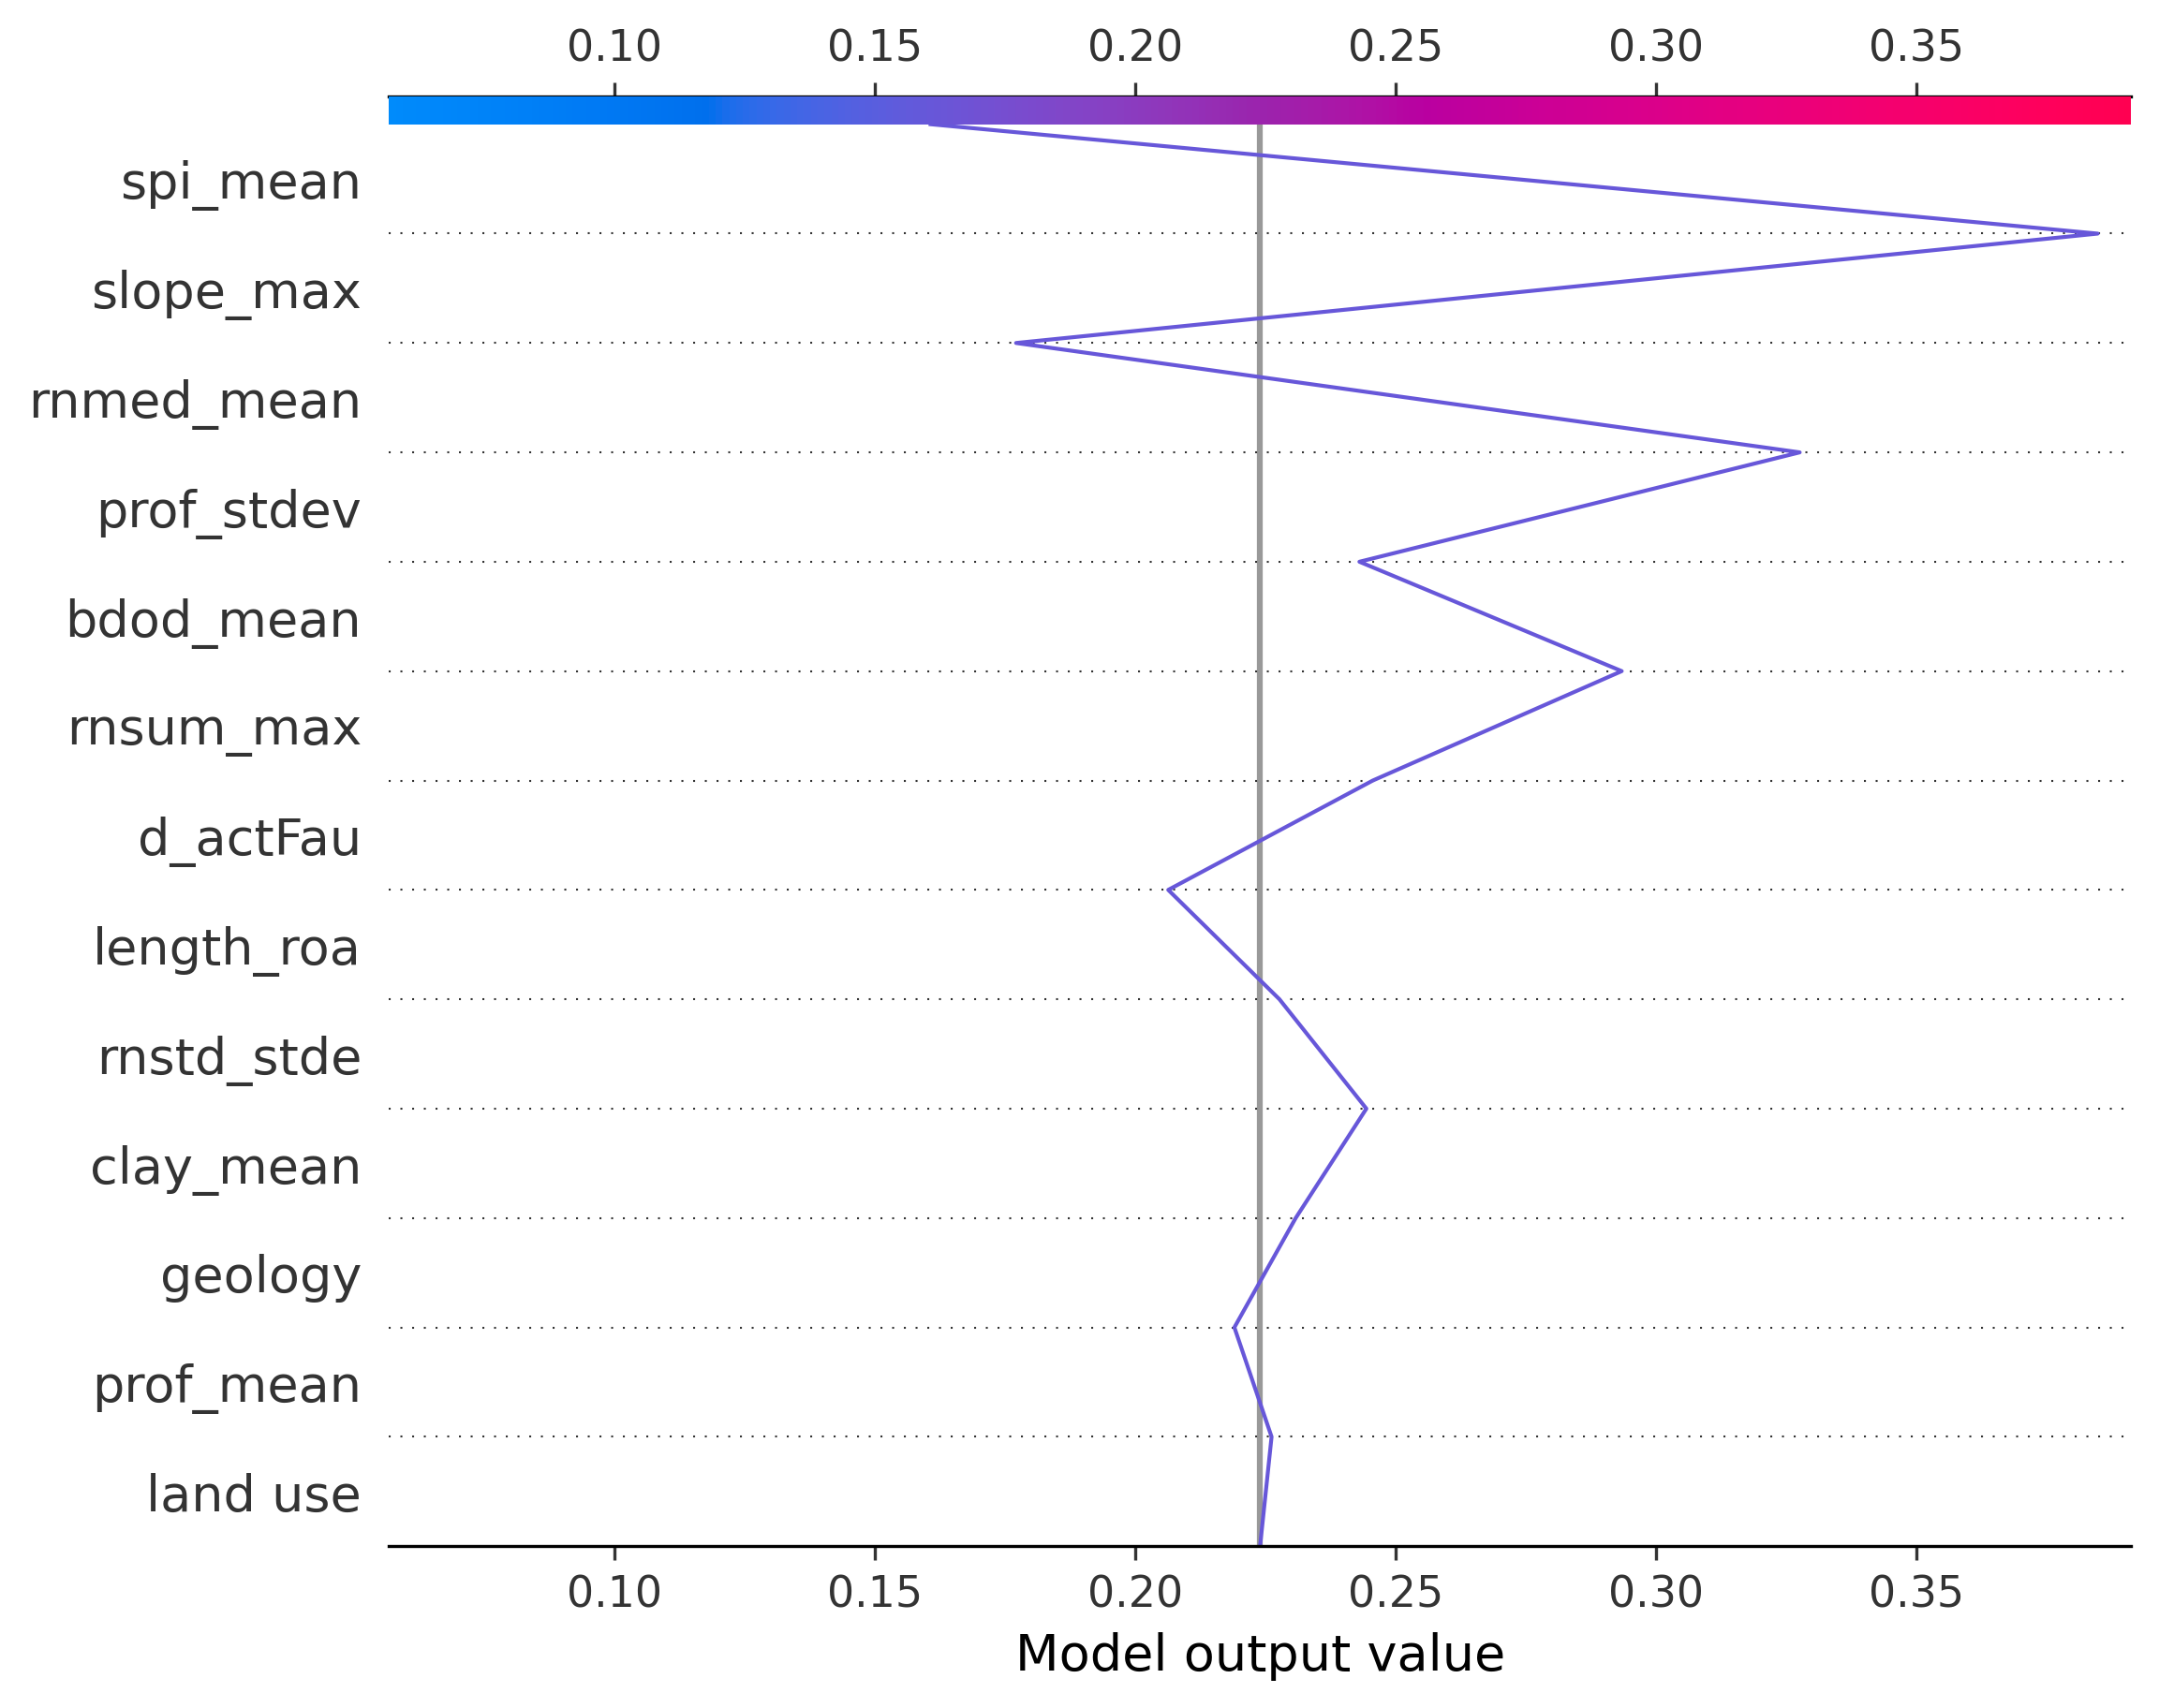 0.10 0.15 0.20 0.25 0.30 0.35
spi_mean
slope_max
rnmed_mean
prof_stdev
bdod_mean
rnsum_max
d_actFau
length_roa
rnstd_stde
clay_mean
geology
prof_mean
land use
0.10 0.15 0.20 0.25 0.30 0.35
Model output value